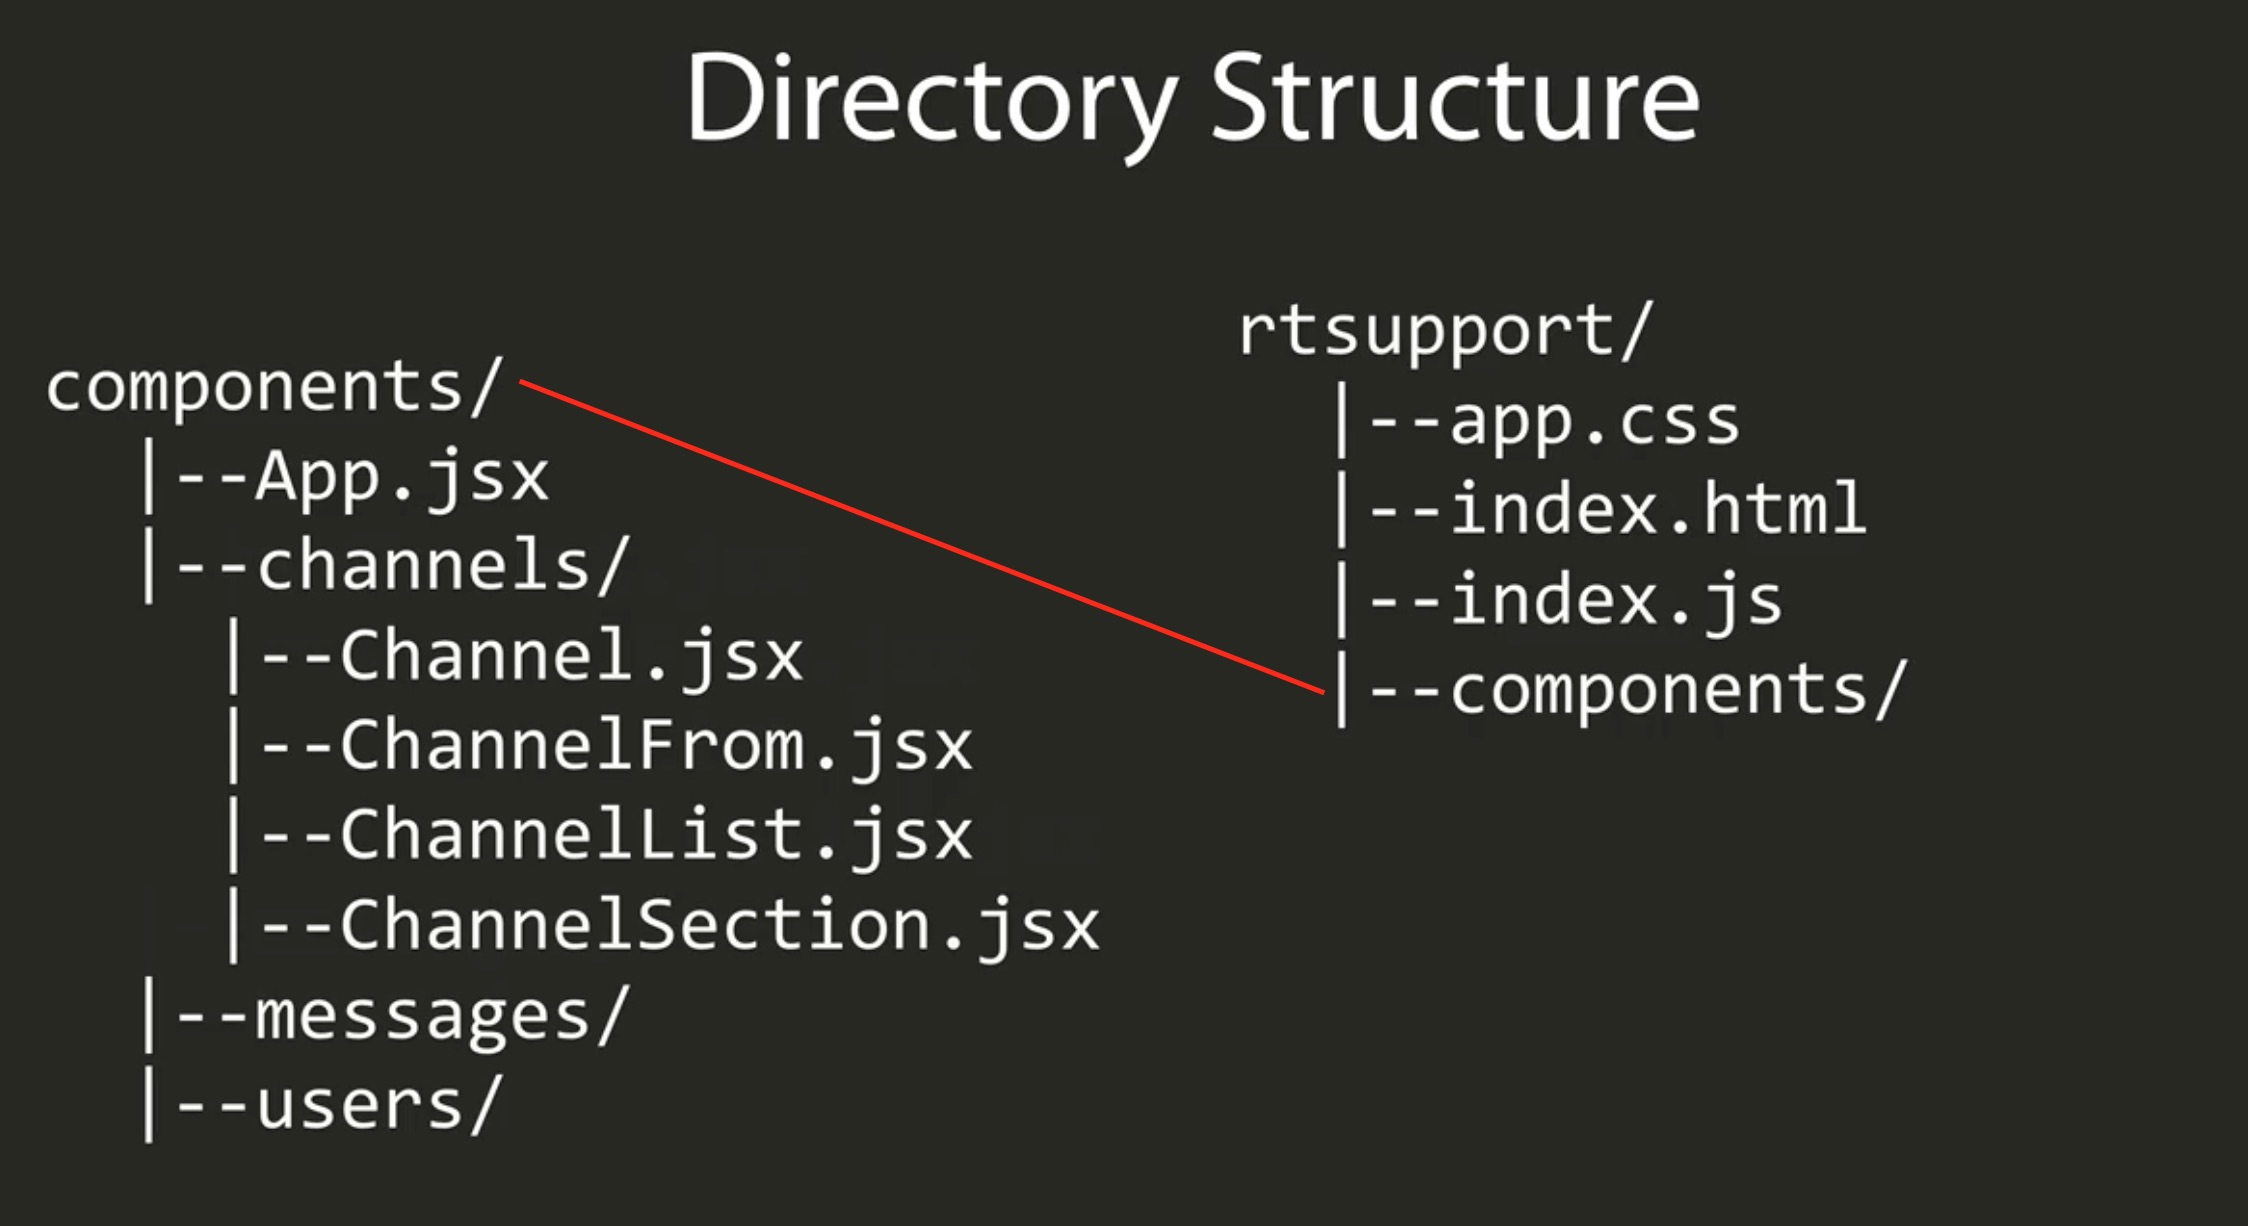 Directory Structure
components/
|--App.jsx
|--channels/
|--Channel.jsx
|--ChannelFrom.jsx
|--ChannelList.jsx
|--ChannelSection.jsx
|--messages/
|--users/
rtsupport/
|--app.css
|--index.html
|--index.js
|--components/